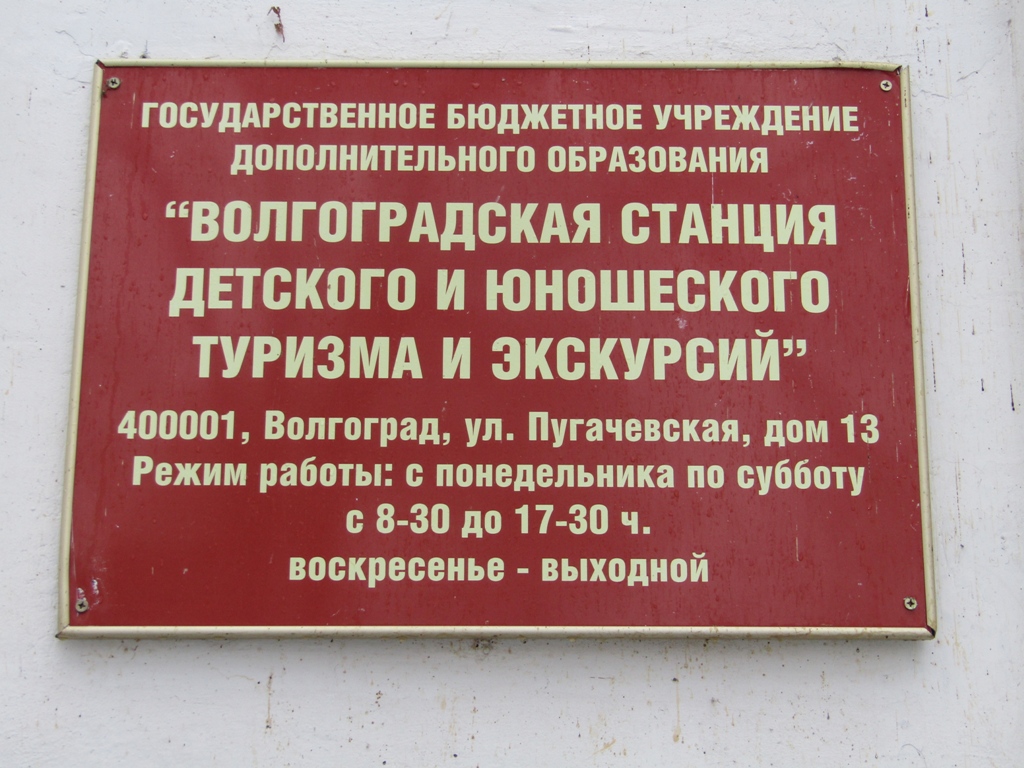 ГОСУДАРСТВЕННОЕ БЮДЖЕТНОЕ УЧРЕЖДЕНИЕ
ДОПОЛНИТЕЛЬНОГО ОБРАЗОВАНИЯ
“ВОЛГОГРАДСКАЯ СТАНЦИЯ
ДЕТСКОГО И ЮНОШЕСКОГО
ТУРИЗМА И ЭКСКУРСИЙ”
400001, Волгоград, ул. Пугачевская, дом 13
Режим работы: с понедельника по субботу
с 8-30 до 17-30 ч.
воскресенье - выходной